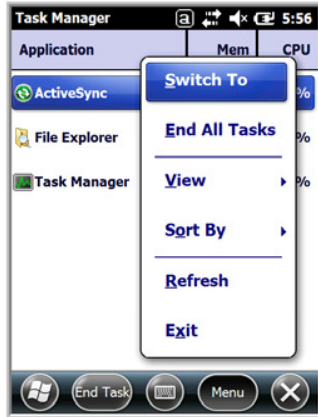 Task Manager a 5:56
Application Mem CPU
ActiveSync %
File Explorer %
Task Manager %
Switch To
End All Tasks
View
Sort By
Refresh
Exit
End Task Menu